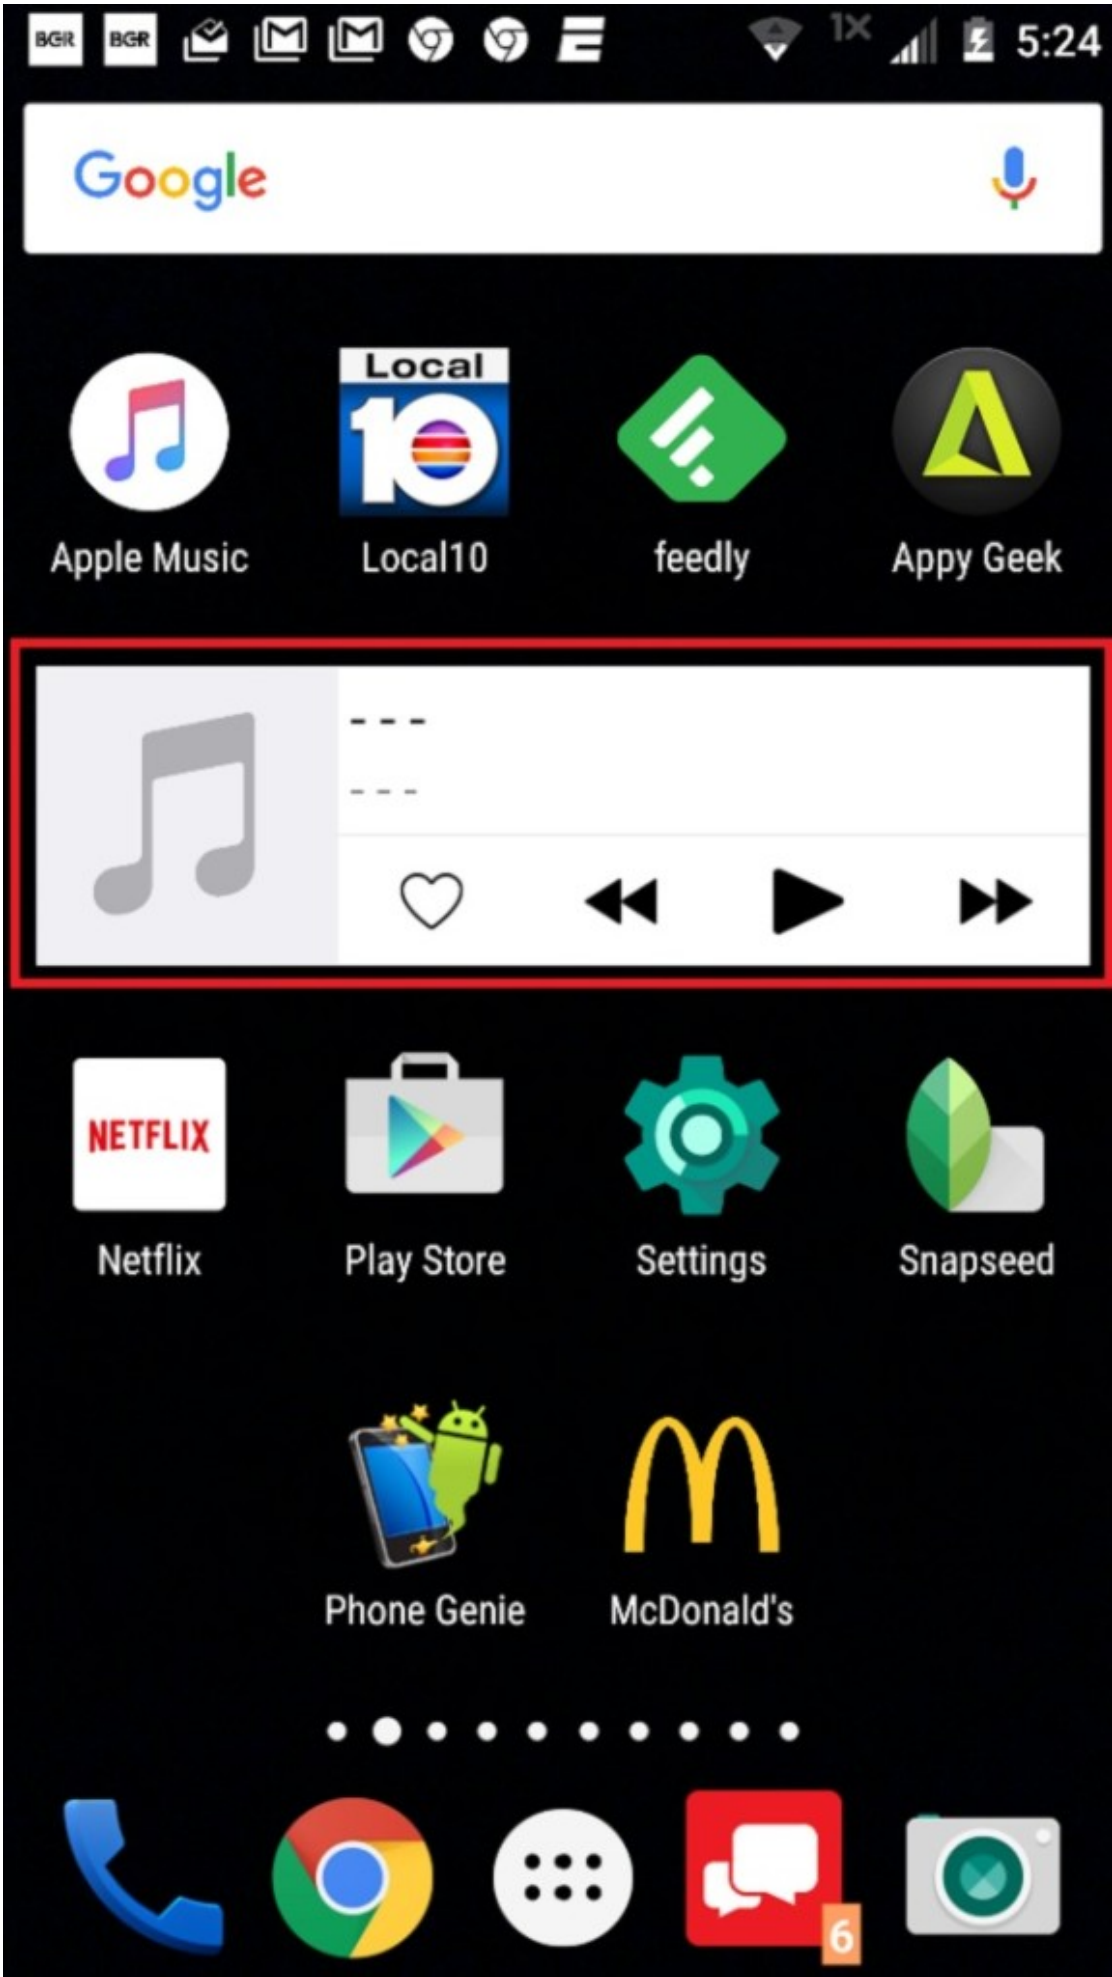 BGR BGR 1X 5:24
Google
Local
10
Apple Music Local10 feedly Appy Geek
- - -
- - -
NETFLIX
Netflix Play Store Settings Snapseed
Phone Genie McDonald's
6